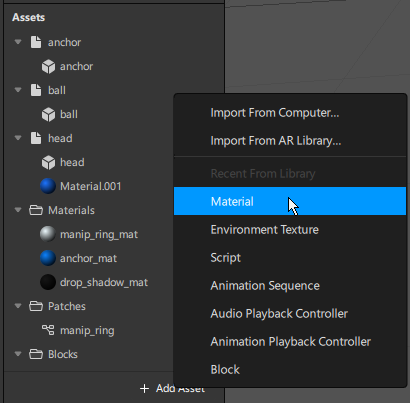 Assets
anchor
anchor
ball
ball
head
head
Material.001
Materials
manip_ring_mat
anchor_mat
drop_shadow_mat
Patches
manip_ring
Blocks
+ Add Asset
Import From Computer...
Import From AR Library...
Recent From Library
Material
Environment Texture
Script
Animation Sequence
Audio Playback Controller
Animation Playback Controller
Block